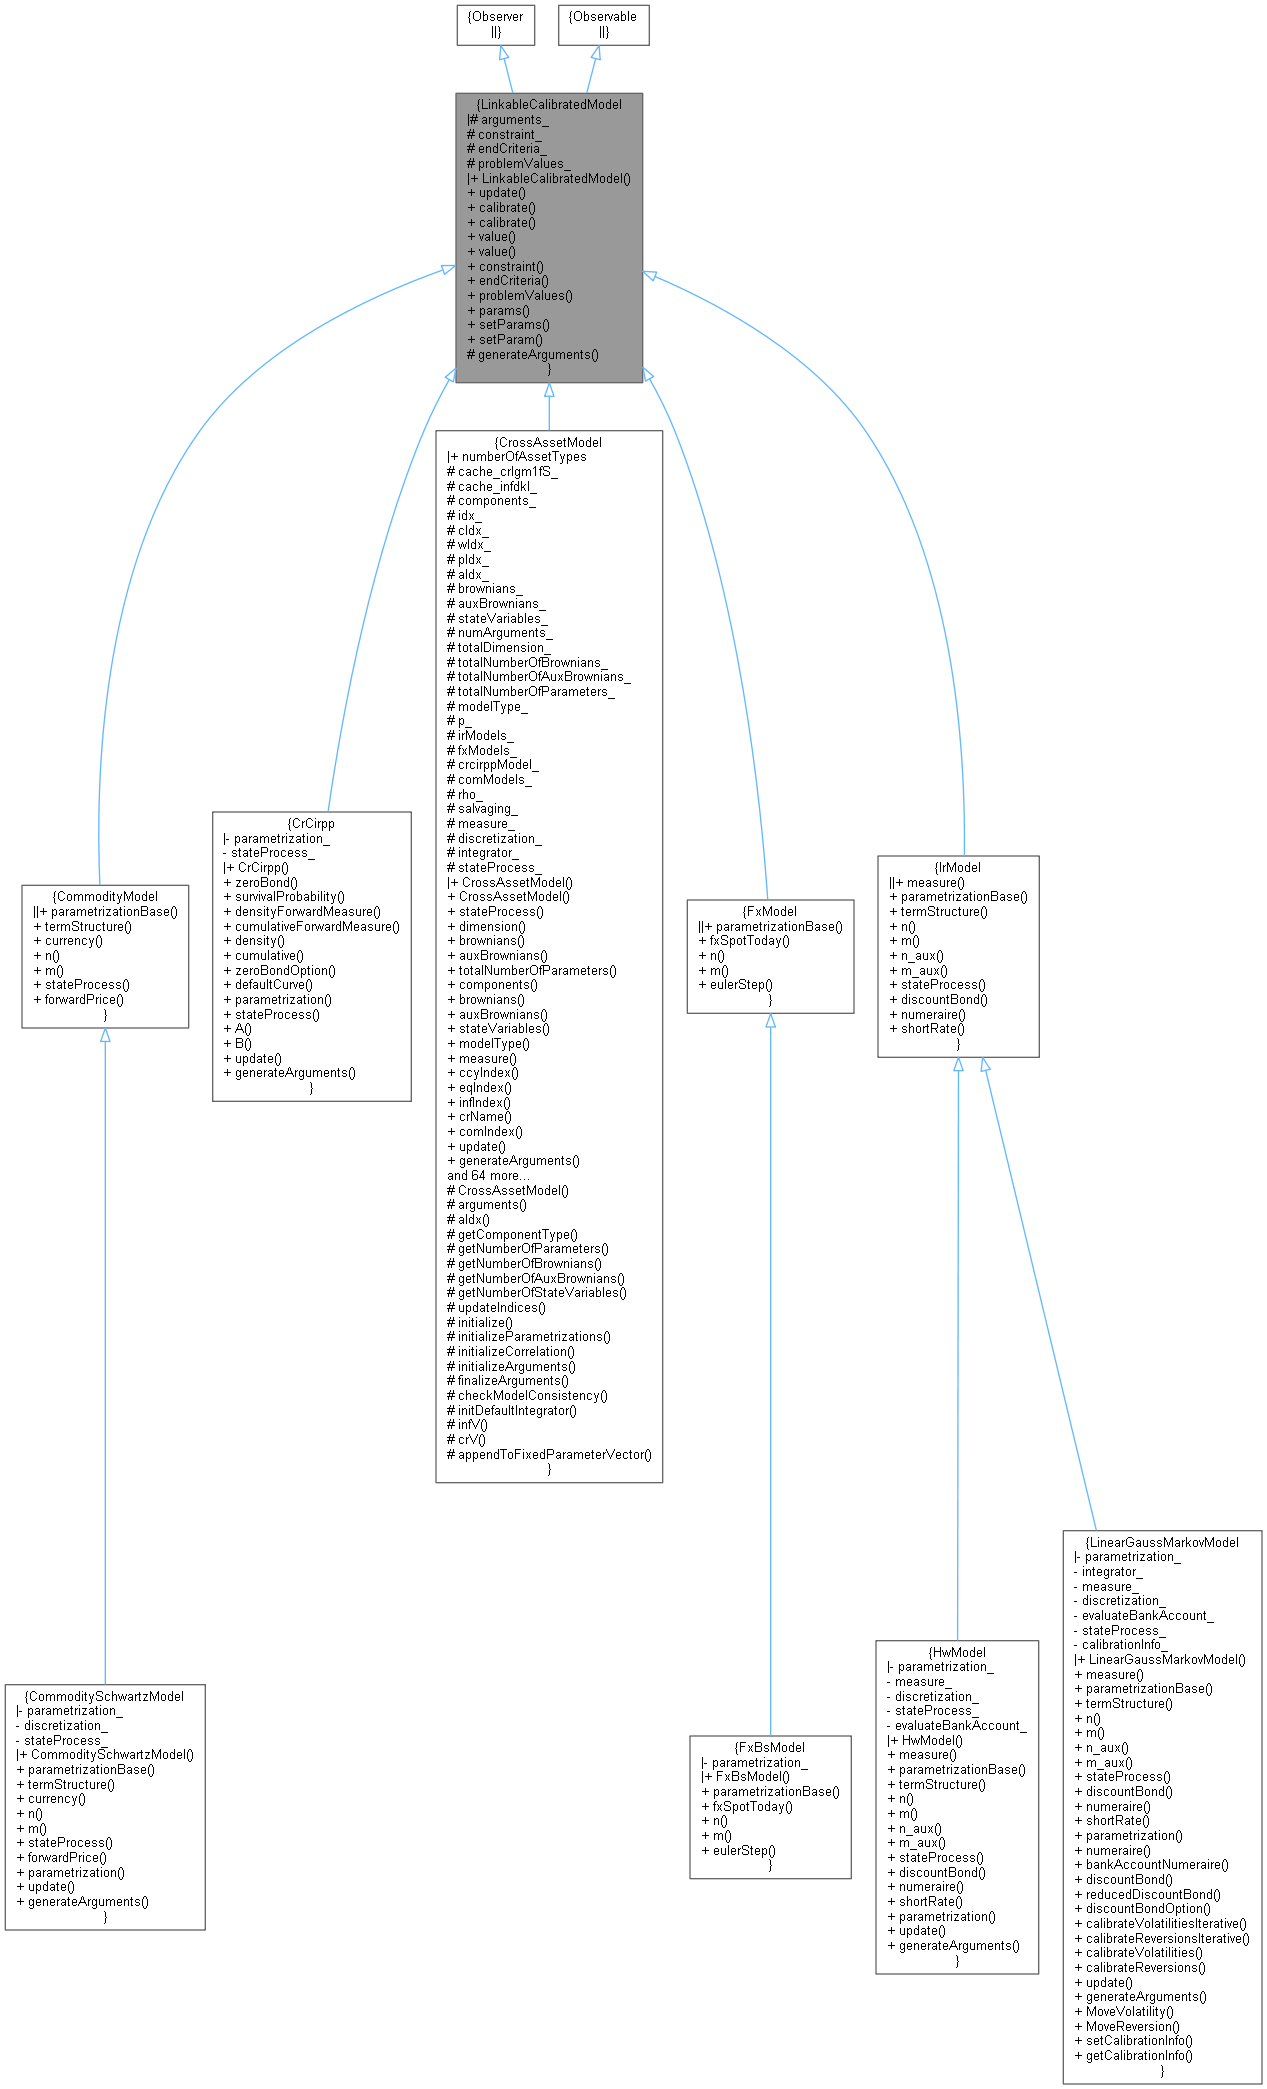 {Observer
||}
{Observable
||}
{LinkableCalibratedModel
|# arguments_
# constraint_
# endCriteria_
# problemValues_
|+ LinkableCalibratedModel()
+ update()
+ calibrate()
+ calibrate()
+ value()
+ value()
+ constraint()
+ endCriteria()
+ problemValues()
+ params()
+ setParams()
+ setParam()
# generateArguments()
}
{CrossAssetModel
|+ numberOfAssetTypes
# cache_crlgm1fS_
# cache_infdkI_
# components_
# idx_
# cIdx_
# wIdx_
# pIdx_
# aIdx_
# brownians_
# auxBrownians_
# stateVariables_
# numArguments_
# totalDimension_
# totalNumberOfBrownians_
# totalNumberOfAuxBrownians_
# totalNumberOfParameters_
# modelType_
# p_
# irModels_
# fxModels_
# crcirppModel_
# comModels_
# rho_
# salvaging_
# measure_
# discretization_
# integrator_
# stateProcess_
|+ CrossAssetModel()
+ CrossAssetModel()
+ stateProcess()
+ dimension()
+ brownians()
+ auxBrownians()
+ totalNumberOfParameters()
+ components()
+ brownians()
+ auxBrownians()
+ stateVariables()
+ modelType()
+ measure()
+ ccyIndex()
+ eqIndex()
+ infIndex()
+ crName()
+ comIndex()
+ update()
+ generateArguments()
and 64 more...
# CrossAssetModel()
# arguments()
# aIdx()
# getComponentType()
# getNumberOfParameters()
# getNumberOfBrownians()
# getNumberOfAuxBrownians()
# getNumberOfStateVariables()
# updateIndices()
# initialize()
# initializeParametrizations()
# initializeCorrelation()
# initializeArguments()
# finalizeArguments()
# checkModelConsistency()
# initDefaultIntegrator()
# infV()
# crV()
# appendToFixedParameterVector()
}
{CrCirpp
|- parametrization_
- stateProcess_
|+ CrCirpp()
+ zeroBond()
+ survivalProbability()
+ densityForwardMeasure()
+ cumulativeForwardMeasure()
+ density()
+ cumulative()
+ zeroBondOption()
+ defaultCurve()
+ parametrization()
+ stateProcess()
+ A()
+ B()
+ update()
+ generateArguments()
}
{CommodityModel
||+ parametrizationBase()
+ termStructure()
+ currency()
+ n()
+ m()
+ stateProcess()
+ forwardPrice()
}
{FxModel
||+ parametrizationBase()
+ fxSpotToday()
+ n()
+ m()
+ eulerStep()
}
{IrModel
||+ measure()
+ parametrizationBase()
+ termStructure()
+ n()
+ m()
+ n_aux()
+ m_aux()
+ stateProcess()
+ discountBond()
+ numeraire()
+ shortRate()
}
{CommoditySchwartzModel
|- parametrization_
- discretization_
- stateProcess_
|+ CommoditySchwartzModel()
+ parametrizationBase()
+ termStructure()
+ currency()
+ n()
+ m()
+ stateProcess()
+ forwardPrice()
+ parametrization()
+ update()
+ generateArguments()
}
{FxBsModel
|- parametrization_
|+ FxBsModel()
+ parametrizationBase()
+ fxSpotToday()
+ n()
+ m()
+ eulerStep()
}
{HwModel
|- parametrization_
- measure_
- discretization_
- stateProcess_
- evaluateBankAccount_
|+ HwModel()
+ measure()
+ parametrizationBase()
+ termStructure()
+ n()
+ m()
+ n_aux()
+ m_aux()
+ stateProcess()
+ discountBond()
+ numeraire()
+ shortRate()
+ parametrization()
+ update()
+ generateArguments()
}
{LinearGaussMarkovModel
|- parametrization_
- integrator_
- measure_
- discretization_
- evaluateBankAccount_
- stateProcess_
- calibrationInfo_
|+ LinearGaussMarkovModel()
+ measure()
+ parametrizationBase()
+ termStructure()
+ n()
+ m()
+ n_aux()
+ m_aux()
+ stateProcess()
+ discountBond()
+ numeraire()
+ shortRate()
+ parametrization()
+ numeraire()
+ bankAccountNumeraire()
+ discountBond()
+ reducedDiscountBond()
+ discountBondOption()
+ calibrateVolatilitiesIterative()
+ calibrateReversionsIterative()
+ calibrateVolatilities()
+ calibrateReversions()
+ update()
+ generateArguments()
+ MoveVolatility()
+ MoveReversion()
+ setCalibrationInfo()
+ getCalibrationInfo()
}